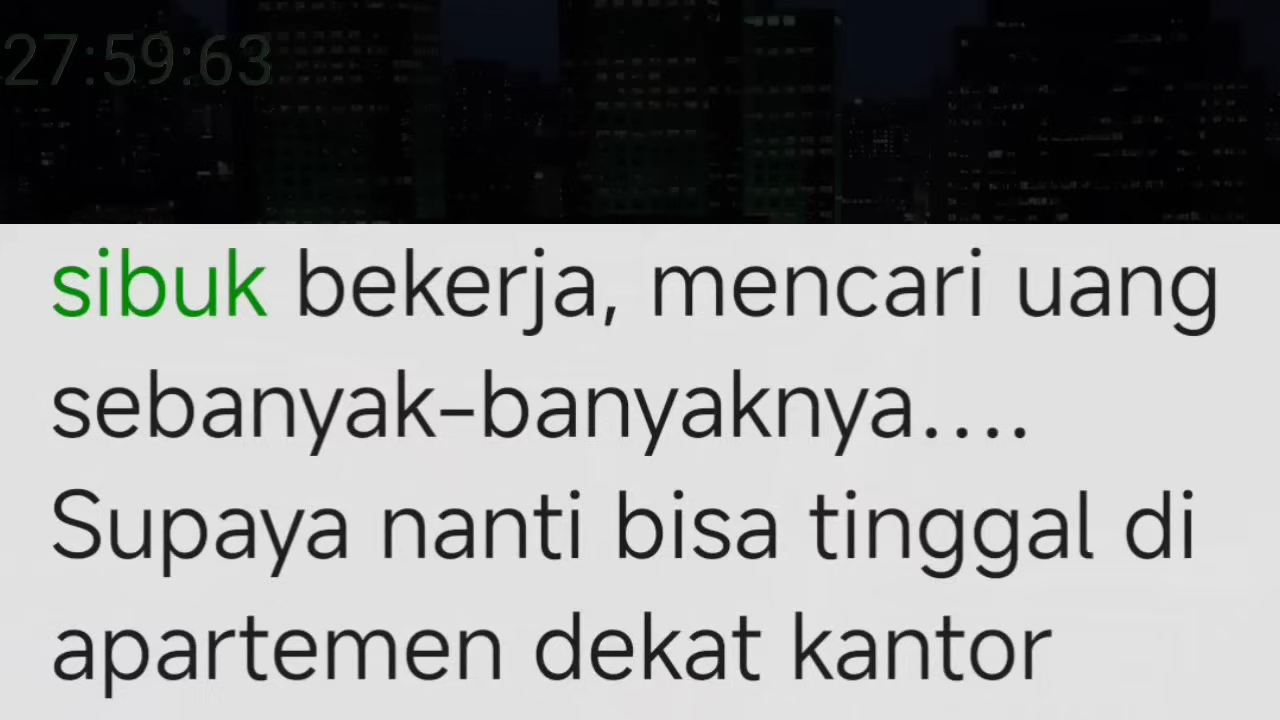 27:59:63
sibuk bekerja, mencari uang
sebanyak-banyaknya....
Supaya nanti bisa tinggal di
apartemen dekat kantor